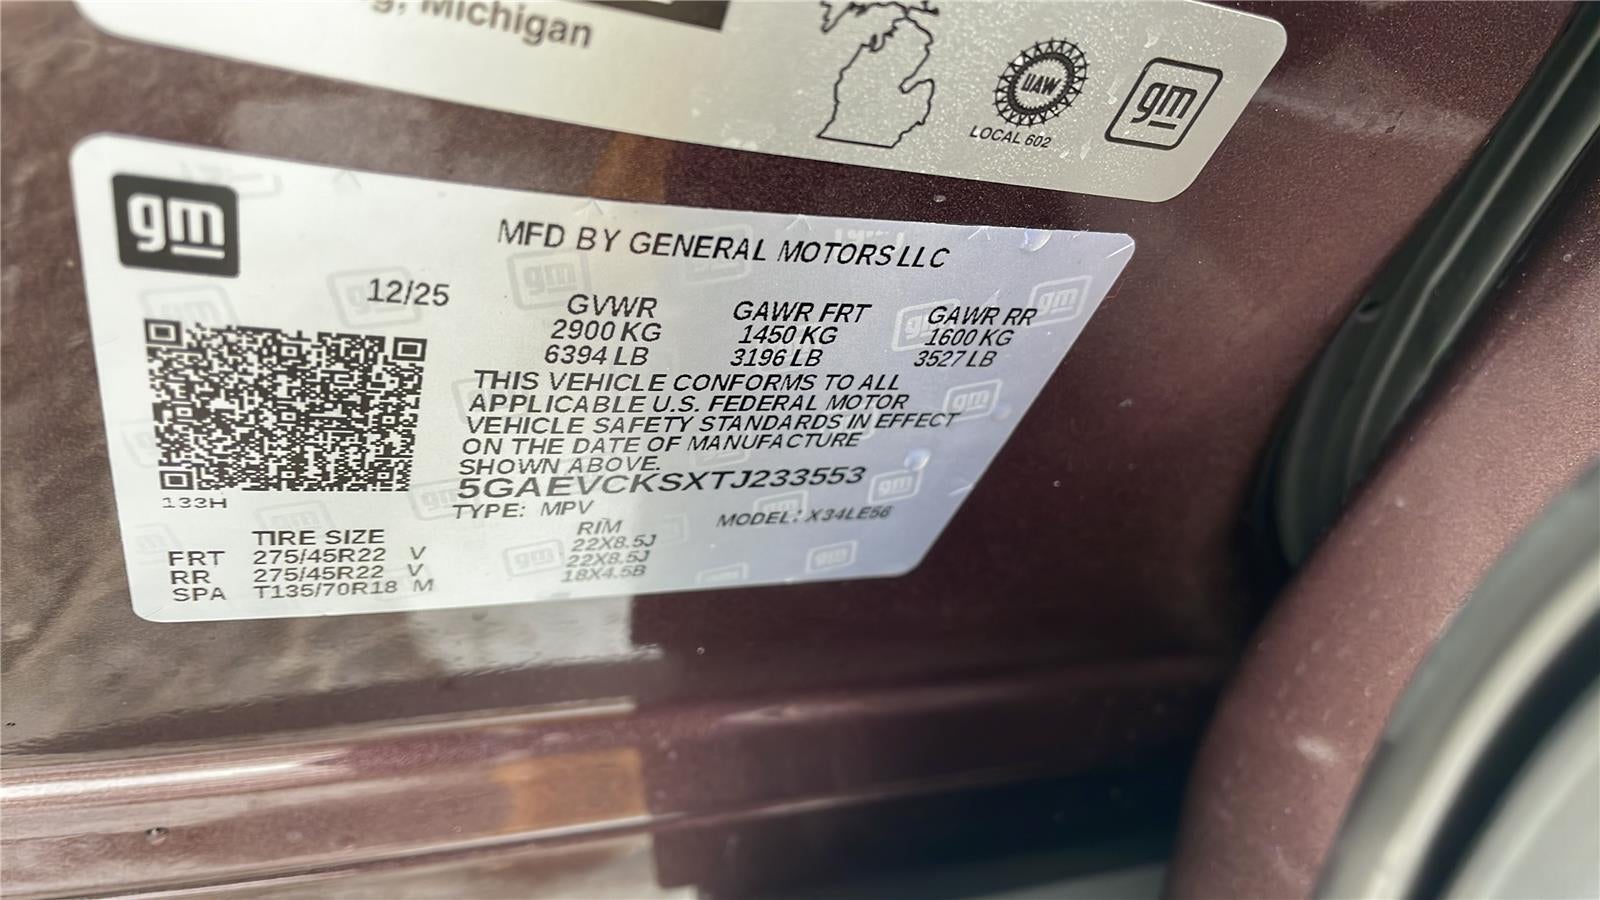 Michigan
UAW
LOCAL 602
gm
gm
MFD BY GENERAL MOTORS LLC
12/25
GVWR GAWR FRT GAWR RR
2900 KG 1450 KG 1600 KG
6394 LB 3196 LB 3527 LB
THIS VEHICLE CONFORMS TO ALL
APPLICABLE U.S. FEDERAL MOTOR
VEHICLE SAFETY STANDARDS IN EFFECT
ON THE DATE OF MANUFACTURE
SHOWN ABOVE.
5GAEVCKSXTJ233553
133H
TYPE: MPV MODEL: X34LE56
TIRE SIZE RIM
FRT 275/45R22 V 22X8.5J
RR 275/45R22 V 22X8.5J
SPA T135/70R18 M 18X4.5B